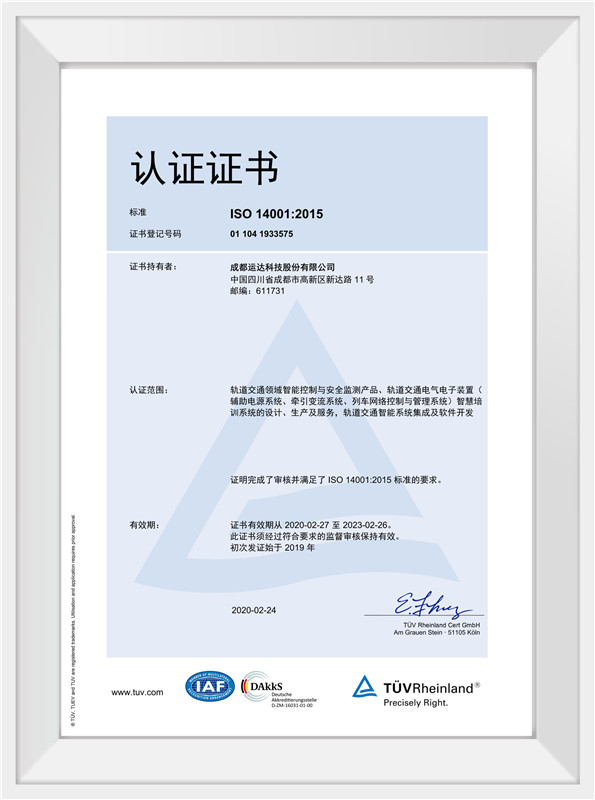 认证证书
标准 ISO 14001:2015
证书登记号码 01 104 1933575
证书持有者： 成都运达科技股份有限公司
中国四川省成都市高新区新达路 11 号
邮编：611731
认证范围： 轨道交通领域智能控制与安全监测产品、轨道交通电气电子装置（
辅助电源系统、牵引变流系统、列车网络控制与管理系统）智慧培
训系统的设计、生产及服务，轨道交通智能系统集成及软件开发
证明完成了审核并满足了 ISO 14001:2015 标准的要求。
有效期： 证书有效期从 2020-02-27 至 2023-02-26。
此证书须经过符合要求的监督审核保持有效。
初次发证始于 2019 年
2020-02-24
TÜV Rheinland Cert GmbH
Am Grauen Stein · 51105 Köln
® TÜV, TUEV and TUV are registered trademarks. Utilisation and application requires prior approval.
www.tuv.com
IAF
DAkkS
Deutsche
Akkreditierungsstelle
D-ZM-16031-01-00
TÜVRheinland®
Precisely Right.